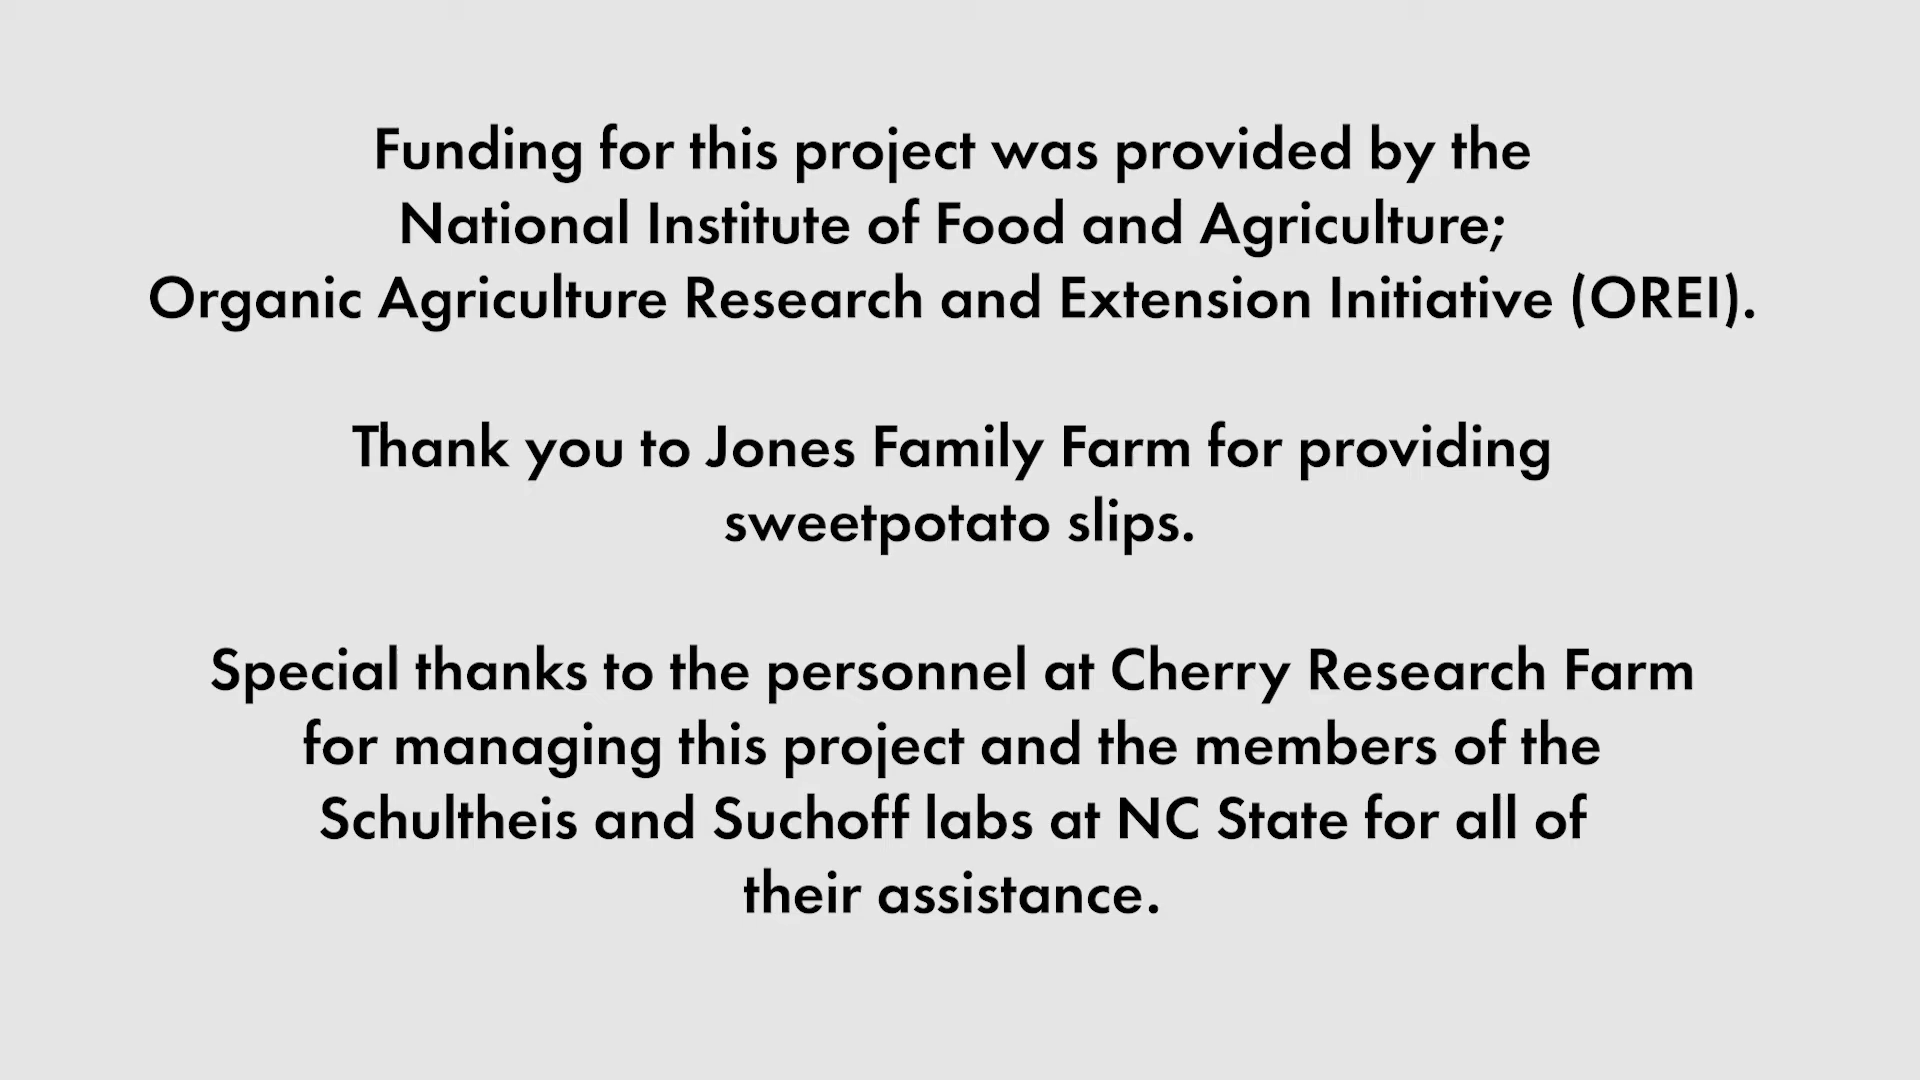 Funding for this project was provided by the
National Institute of Food and Agriculture;
Organic Agriculture Research and Extension Initiative (OREI).
Thank you to Jones Family Farm for providing
sweetpotato slips.
Special thanks to the personnel at Cherry Research Farm
for managing this project and the members of the
Schultheis and Suchoff labs at NC State for all of
their assistance.